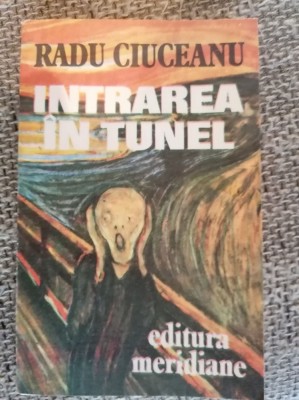 RADU CIUCEANU
INTRAREA
ÎN TUNEL
editura
meridiane